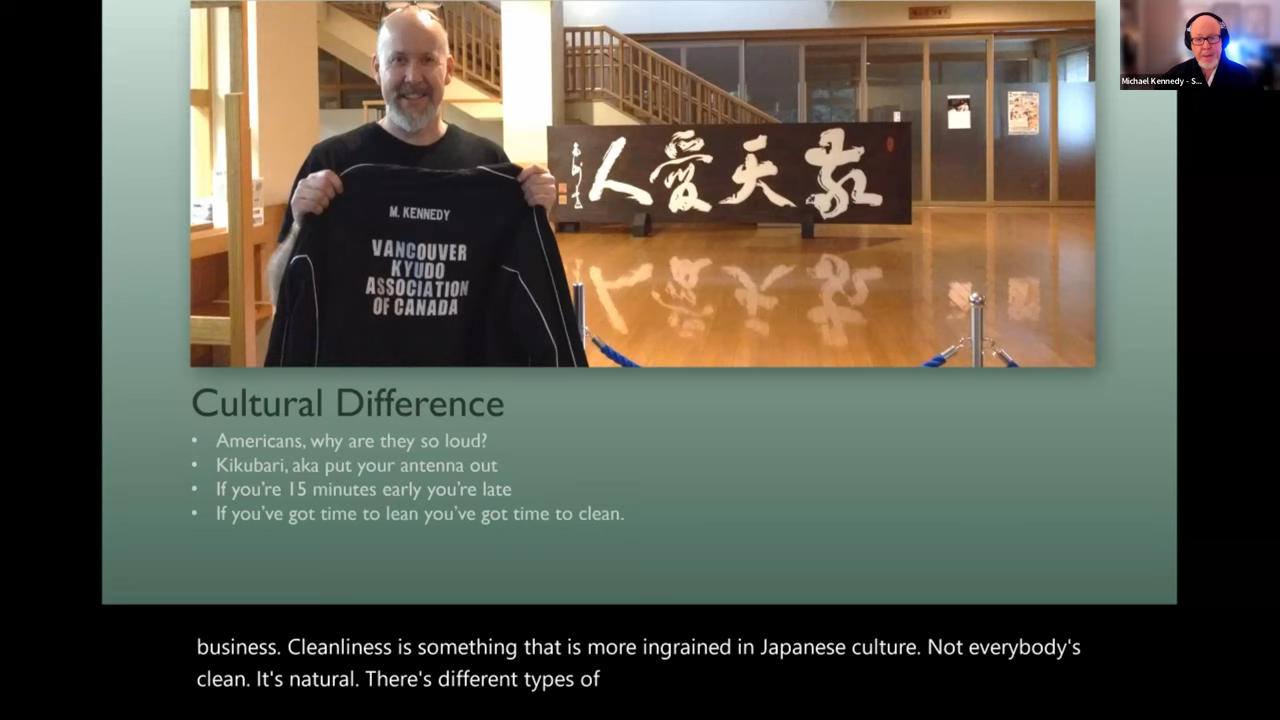 Michael Kennedy - S...
敬天愛人
M. KENNEDY
VANCOUVER
KYUDO
ASSOCIATION
OF CANADA
Cultural Difference
• Americans, why are they so loud?
• Kikubari, aka put your antenna out
• If you're 15 minutes early you're late
• If you've got time to lean you've got time to clean.
business. Cleanliness is something that is more ingrained in Japanese culture. Not everybody's
clean. It's natural. There's different types of